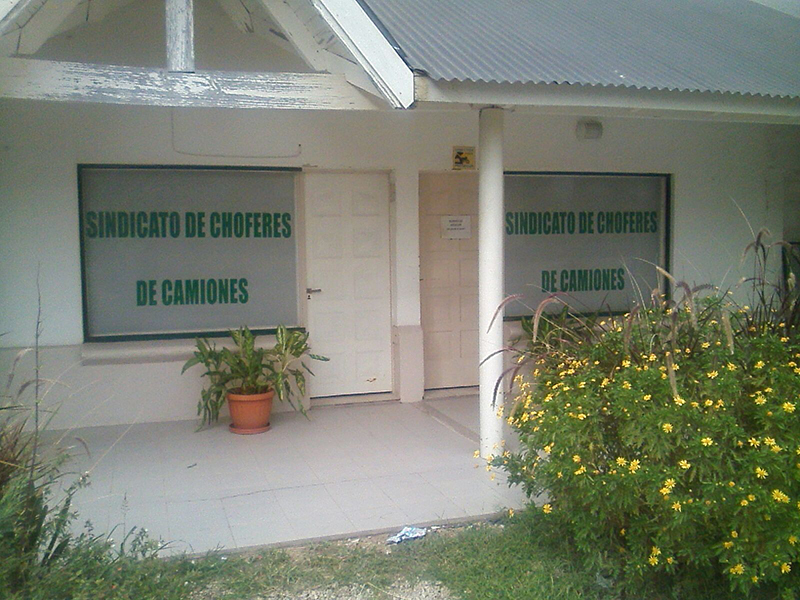 SINDICATO DE CHOFERES
DE CAMIONES
SINDICATO DE CHOFERES
DE CAMIONES